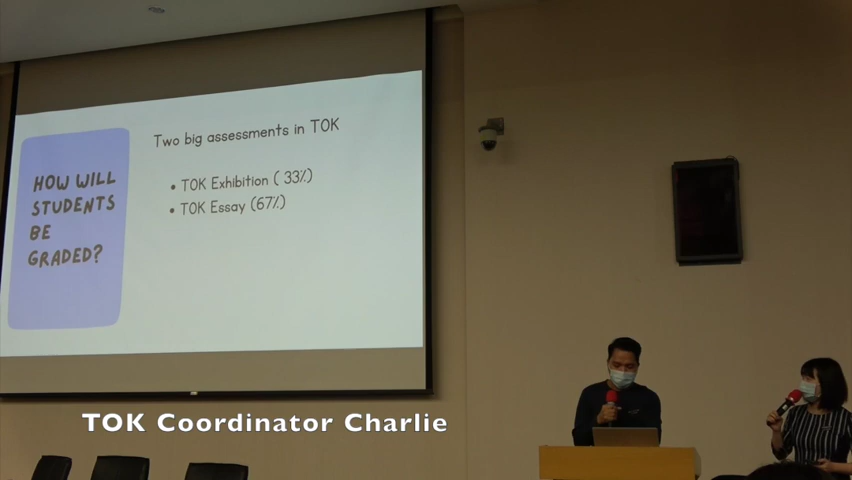 HOW WILL
STUDENTS
BE
GRADED?
Two big assessments in TOK
• TOK Exhibition ( 33%)
• TOK Essay (67%)
TOK Coordinator Charlie